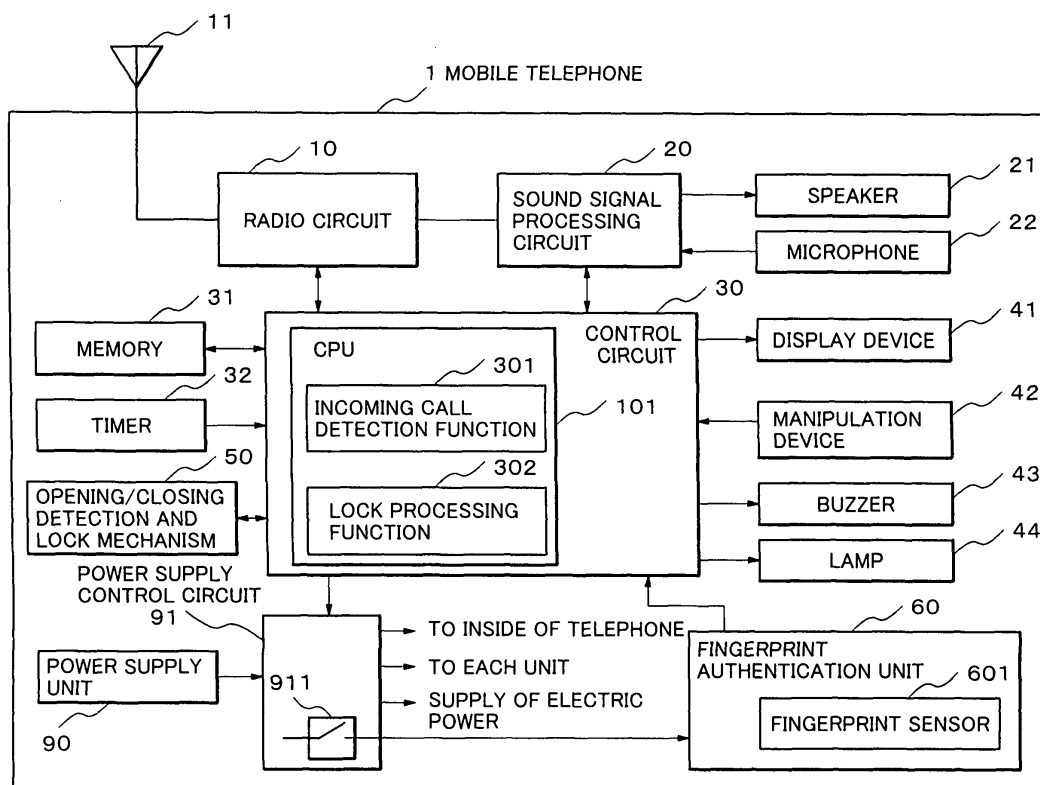 11
1 MOBILE TELEPHONE
10
RADIO CIRCUIT
20
SOUND SIGNAL
PROCESSING
CIRCUIT
21
SPEAKER
22
MICROPHONE
31
MEMORY
32
TIMER
50
OPENING/CLOSING
DETECTION AND
LOCK MECHANISM
30
CONTROL
CIRCUIT
CPU
301
INCOMING CALL
DETECTION FUNCTION
101
302
LOCK PROCESSING
FUNCTION
41
DISPLAY DEVICE
42
MANIPULATION
DEVICE
43
BUZZER
44
LAMP
POWER SUPPLY
CONTROL CIRCUIT
91
POWER SUPPLY
UNIT
90
911
TO INSIDE OF TELEPHONE
TO EACH UNIT
SUPPLY OF ELECTRIC
POWER
60
FINGERPRINT
AUTHENTICATION UNIT
601
FINGERPRINT SENSOR